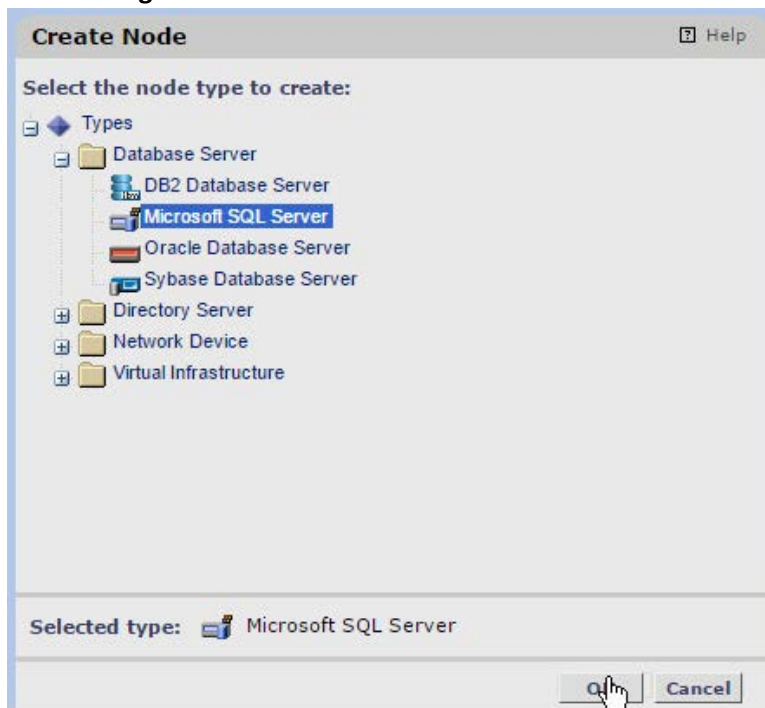 Create Node
? Help
Select the node type to create:
Types
Database Server
DB2 Database Server
Microsoft SQL Server
Oracle Database Server
Sybase Database Server
Directory Server
Network Device
Virtual Infrastructure
Selected type: Microsoft SQL Server
Cancel